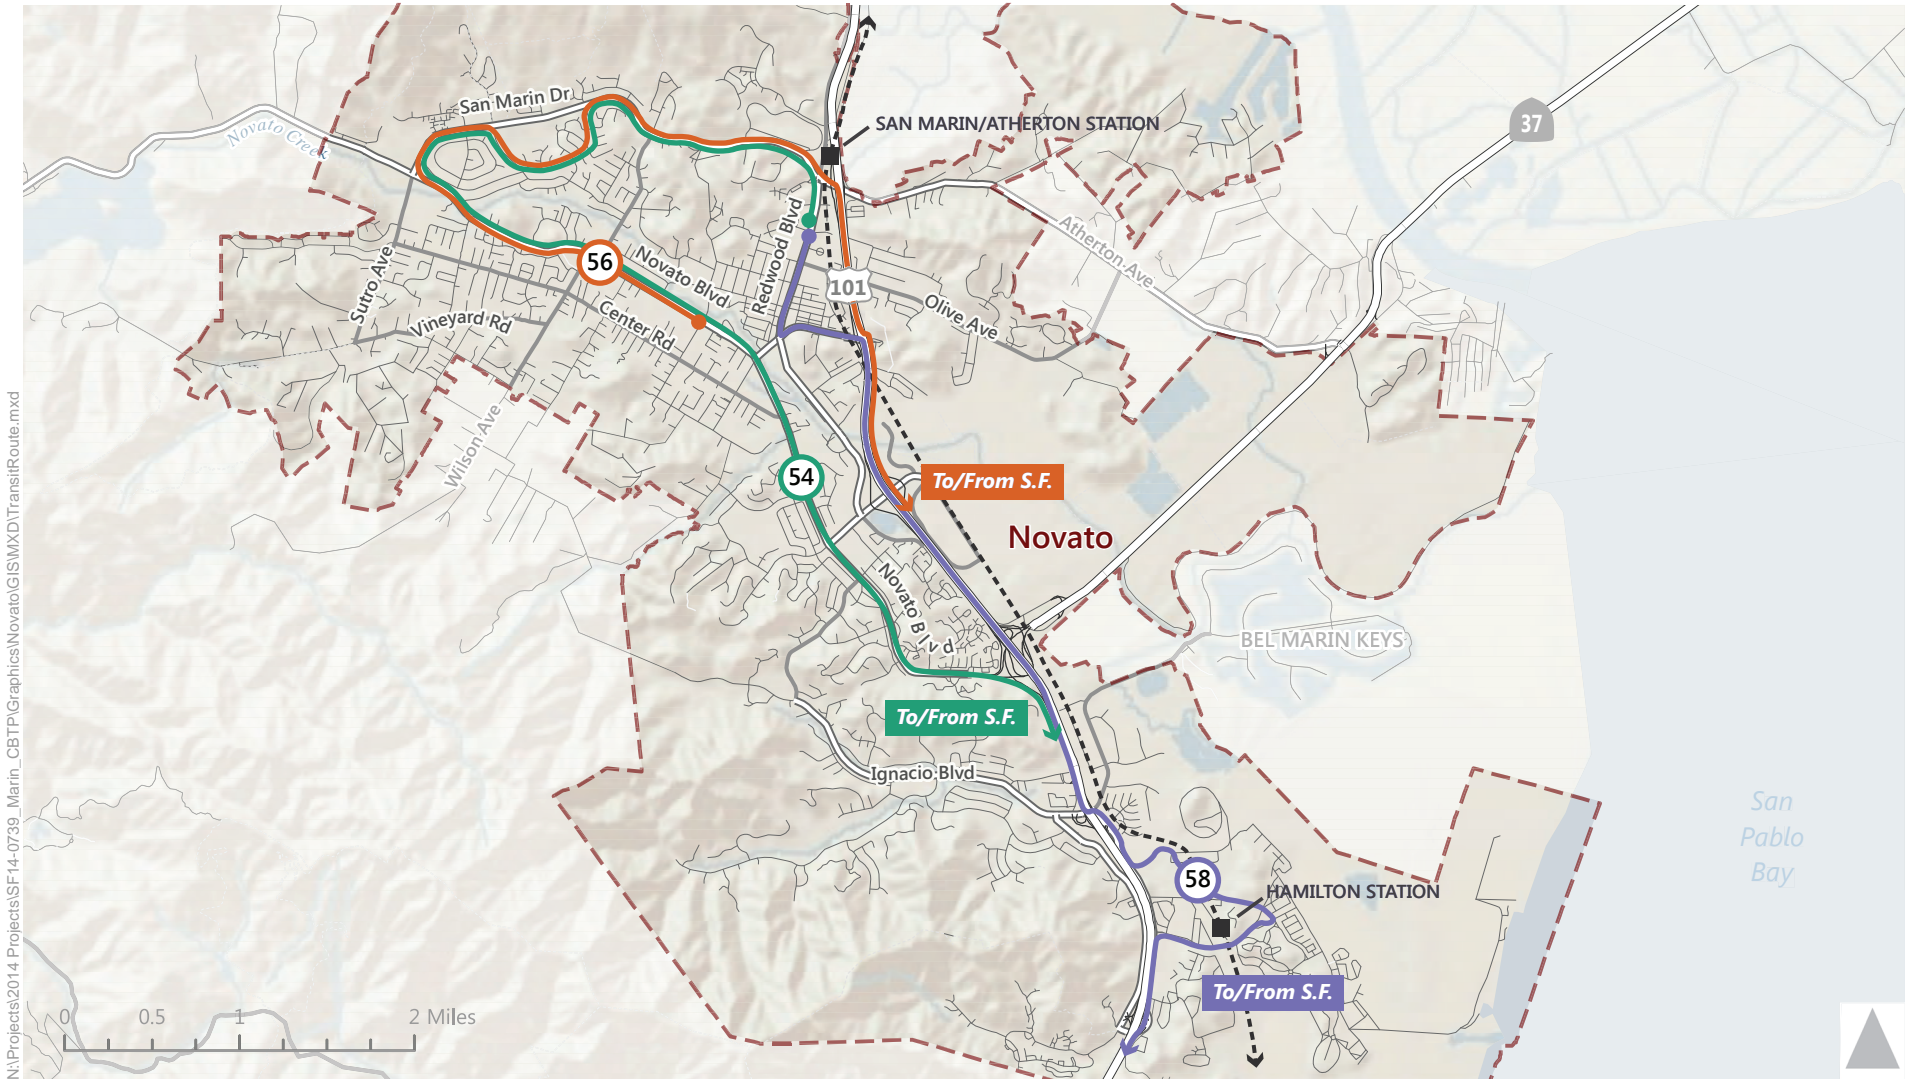 San Marin Dr
SAN MARIN/ATHERTON STATION
37
Novato Creek
Redwood Blvd
Atherton Ave
Sutro Ave
56
Novato Blvd
101
Olive Ave
Vineyard Rd
Center Rd
Wilson Ave
54
To/From S.F.
Novato
Novato Blvd
BEL MARIN KEYS
To/From S.F.
Ignacio Blvd
San
Pablo
Bay
58
HAMILTON STATION
To/From S.F.
0 0.5 1 2 Miles
N:\Projects\2014 Projects\SF14-0739_Marin_CBTP\Graphics\Novato\GIS\MXD\TransitRoute.mxd